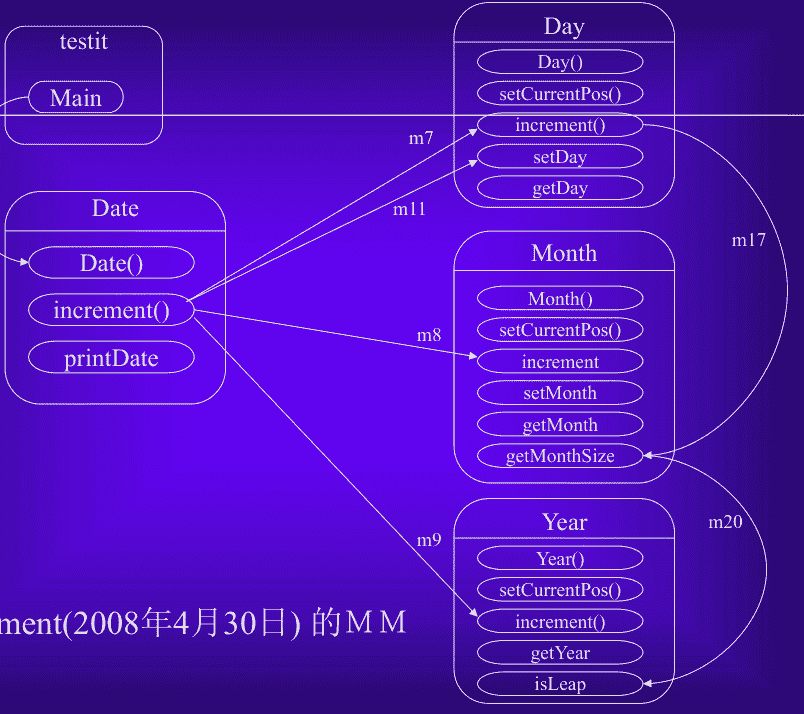 testit
Main
Date
Date()
increment()
printDate
Day
Day()
setCurrentPos()
increment()
setDay
getDay
Month
Month()
setCurrentPos()
increment
setMonth
getMonth
getMonthSize
Year
Year()
setCurrentPos()
increment()
getYear
isLeap
m7
m11
m8
m9
m17
m20
ment(2008年4月30日) 的ＭＭ